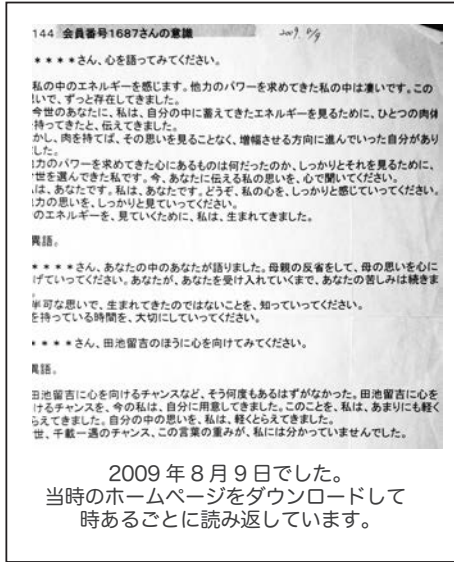 144 会員番号1687さんの意識 2009. 8/9
＊＊＊＊さん、心を語ってみてください。
私の中のエネルギーを感じます。他力のパワーを求めてきた私の中は凄いです。この
いで、ずっと存在してきました。
今世のあなたに、私は、自分の中に蓄えてきたエネルギーを見るために、ひとつの肉体
持ってきたと、伝えてきました。
かし、肉を持てば、その思いを見ることなく、増幅させる方向に進んでいった自分があり
した。
力のパワーを求めてきた心にあるものは何だったのか、しっかりとそれを見るために、
世を選んできた私です。今、あなたに伝える私の思いを、心で聞いてください。
は、あなたです。私は、あなたです。どうぞ、私の心を、しっかりと感じていってください。
力の思いを、しっかりと見ていってください。
のエネルギーを、見ていくために、私は、生まれてきました。
異語。
＊＊＊＊さん、あなたの中のあなたが語りました。母親の反省をして、母の思いを心に
げていってください。あなたが、あなたを受け入れていくまで、あなたの苦しみは続きま
。
半可な思いで、生まれてきたのではないことを、知っていってください。
を持っている時間を、大切にしていってください。
＊＊＊＊さん、田池留吉のほうに心を向けてみてください。
異語。
田池留吉に心を向けるチャンスなど、そう何度もあるはずがなかった。田池留吉に心を
けるチャンスを、今の私は、自分に用意してきました。このことを、私は、あまりにも軽く
らえてきました。自分の中の思いを、私は、軽くとらえてきました。
世、千載一遇のチャンス、この言葉の重みが、私には分かっていませんでした。
2009年8月9日でした。
当時のホームページをダウンロードして
時あるごとに読み返しています。